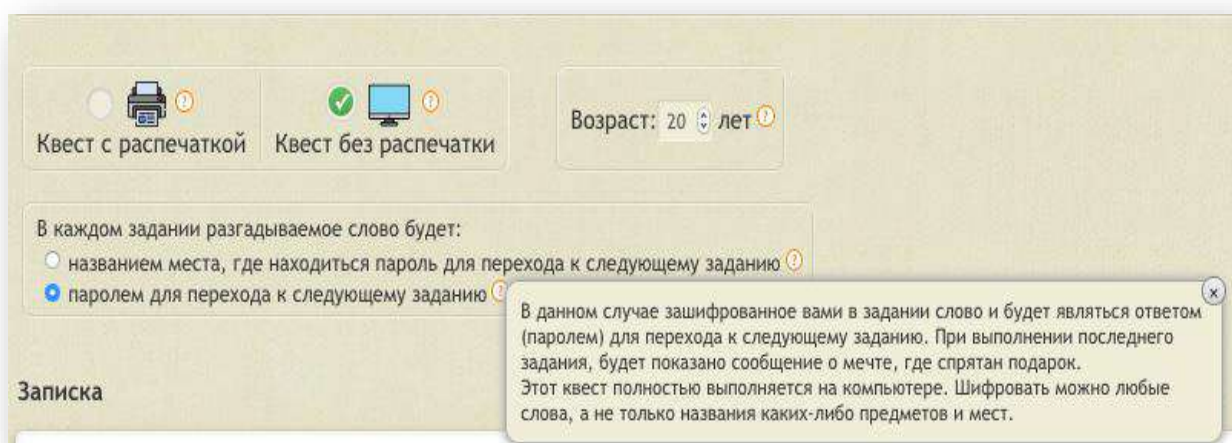 Квест с распечаткой
Квест без распечатки
Возраст: 20 лет
В каждом задании разгадываемое слово будет:
названием места, где находиться пароль для перехода к следующему заданию
паролем для перехода к следующему заданию
В данном случае зашифрованное вами в задании слово и будет являться ответом
(паролем) для перехода к следующему заданию. При выполнении последнего
задания, будет показано сообщение о мечте, где спрятан подарок.
Этот квест полностью выполняется на компьютере. Шифровать можно любые
слова, а не только названия каких-либо предметов и мест.
Записка